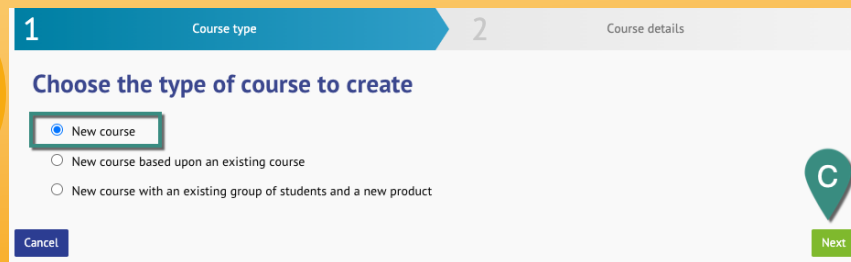 1 Course type 2 Course details
Choose the type of course to create
New course
New course based upon an existing course
New course with an existing group of students and a new product
C
Cancel Next